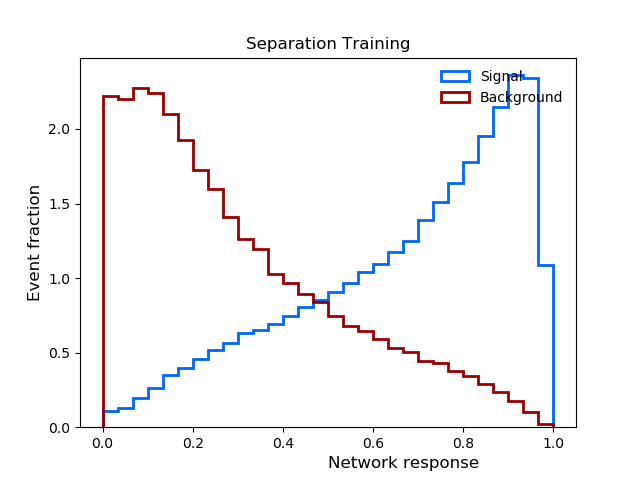 Separation Training
Signal
Background
Event fraction
2.0
1.5
1.0
0.5
0.0
0.0 0.2 0.4 0.6 0.8 1.0
Network response